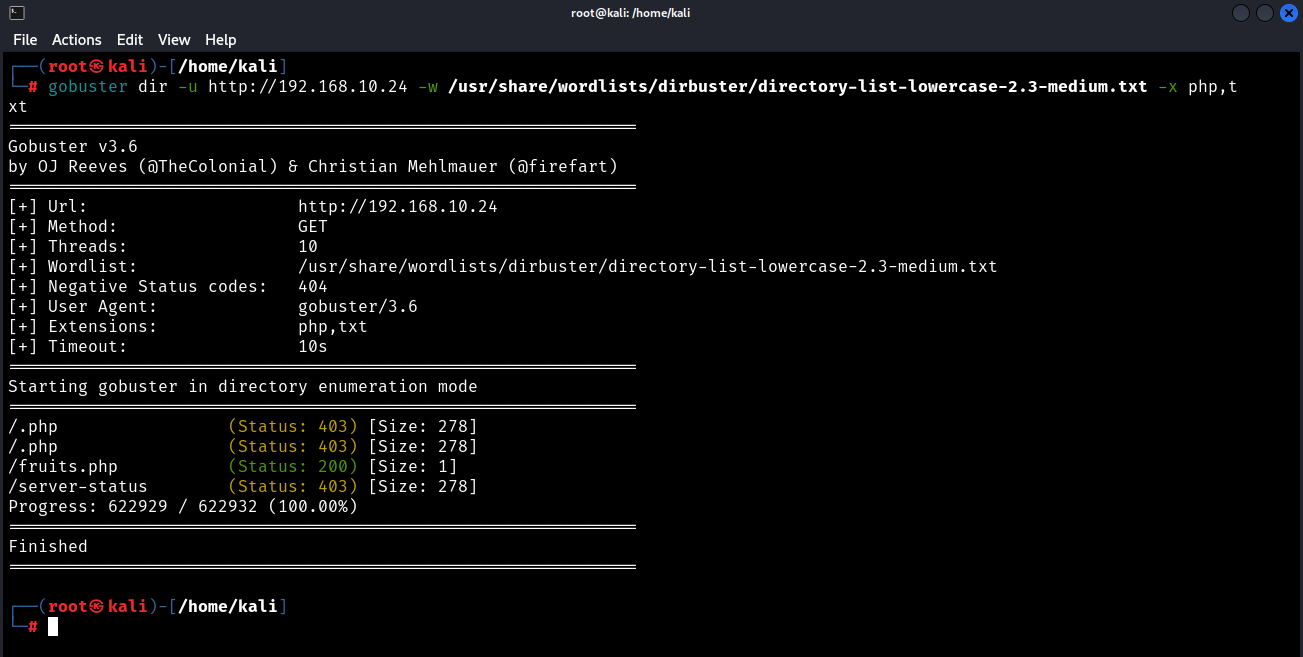 root@kali: /home/kali
File Actions Edit View Help
┌──(root㉿kali)-[/home/kali]
└─# gobuster dir -u http://192.168.10.24 -w /usr/share/wordlists/dirbuster/directory-list-lowercase-2.3-medium.txt -x php,t
xt
===============================================================
Gobuster v3.6
by OJ Reeves (@TheColonial) & Christian Mehlmauer (@firefart)
===============================================================
[+] Url:                     http://192.168.10.24
[+] Method:                  GET
[+] Threads:                 10
[+] Wordlist:                /usr/share/wordlists/dirbuster/directory-list-lowercase-2.3-medium.txt
[+] Negative Status codes:   404
[+] User Agent:              gobuster/3.6
[+] Extensions:              php,txt
[+] Timeout:                 10s
===============================================================
Starting gobuster in directory enumeration mode
===============================================================
/.php                 (Status: 403) [Size: 278]
/.php                 (Status: 403) [Size: 278]
/fruits.php           (Status: 200) [Size: 1]
/server-status        (Status: 403) [Size: 278]
Progress: 622929 / 622932 (100.00%)
===============================================================
Finished
===============================================================
┌──(root㉿kali)-[/home/kali]
└─#